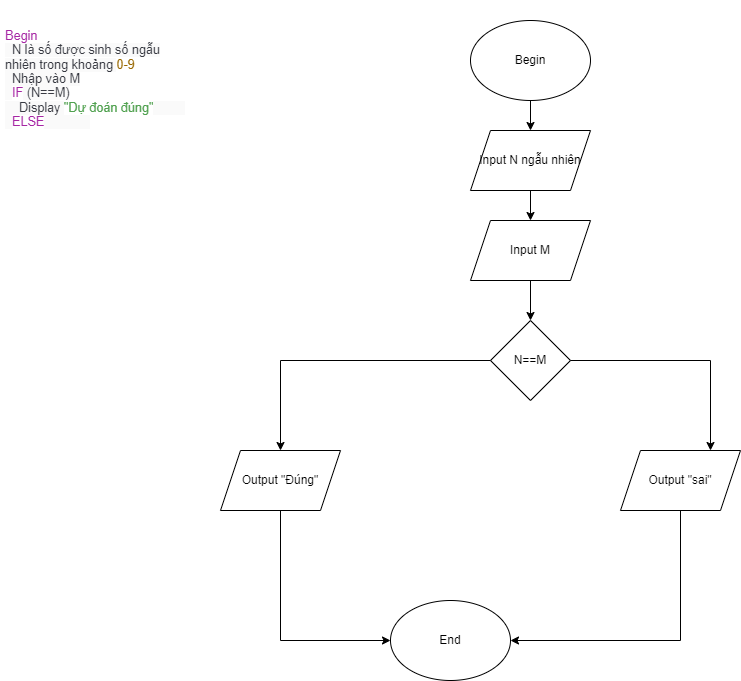 Begin
N là số được sinh số ngẫu
nhiên trong khoảng 0-9
Nhập vào M
IF (N==M)
Display "Dự đoán đúng"
ELSE
Begin
Input N ngẫu nhiên
Input M
N==M
Output "Đúng"
Output "sai"
End